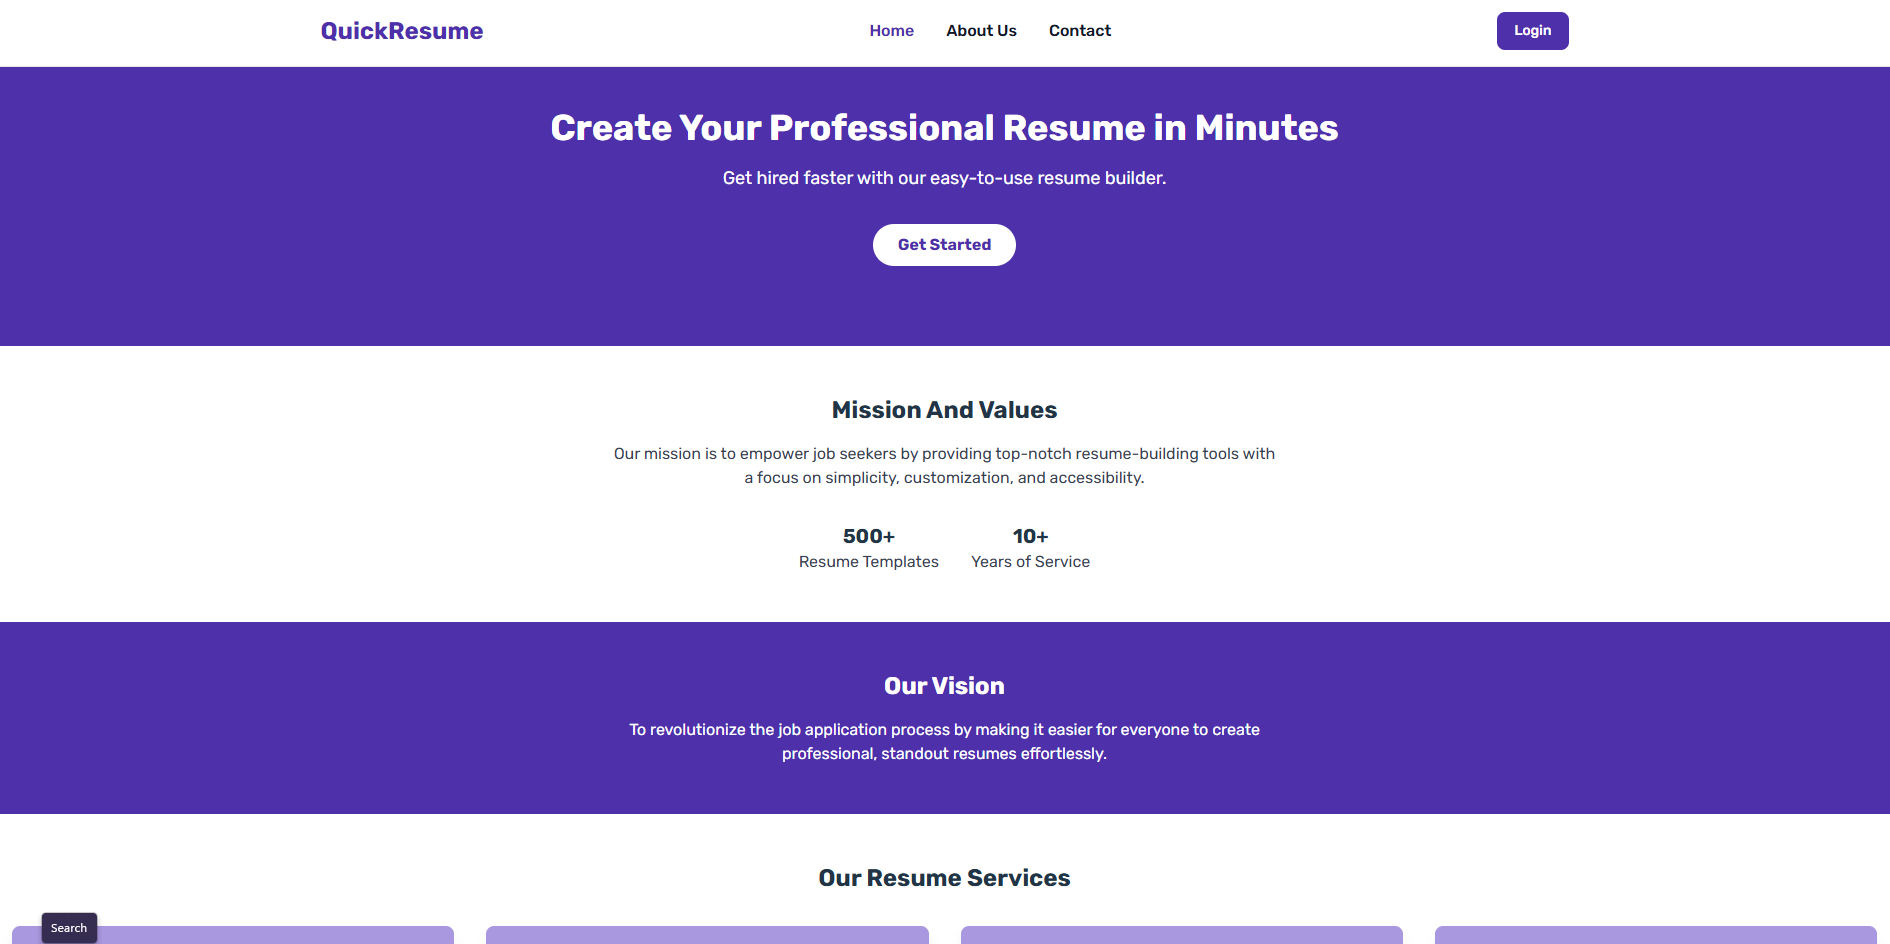 QuickResume
Home
About Us
Contact
Login
Create Your Professional Resume in Minutes
Get hired faster with our easy-to-use resume builder.
Get Started
Mission And Values
Our mission is to empower job seekers by providing top-notch resume-building tools with
a focus on simplicity, customization, and accessibility.
500+
Resume Templates
10+
Years of Service
Our Vision
To revolutionize the job application process by making it easier for everyone to create
professional, standout resumes effortlessly.
Our Resume Services
Search